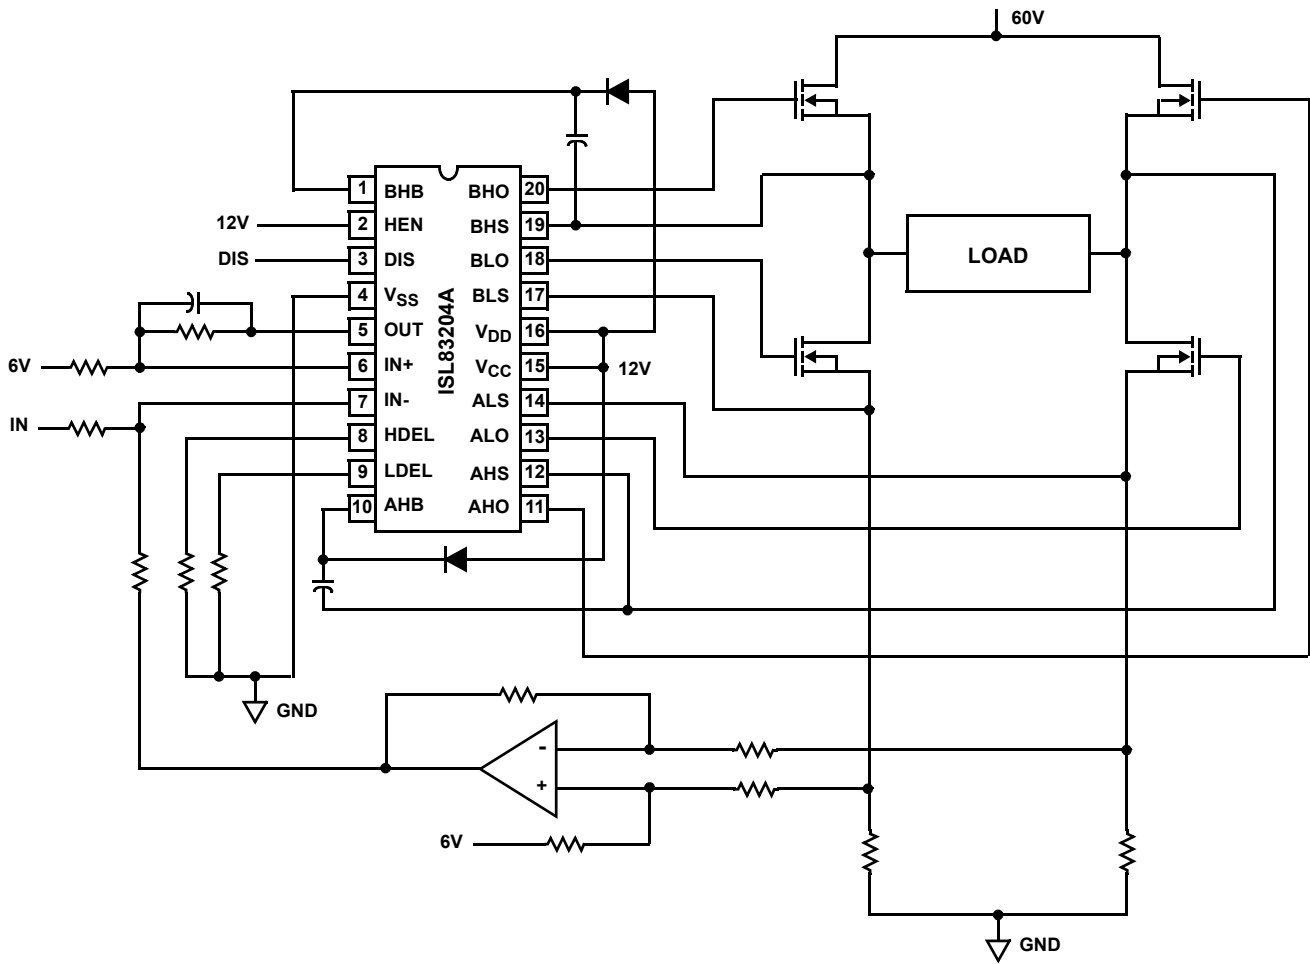 60V
1 BHB BHO 20
12V 2 HEN BHS 19
DIS 3 DIS BLO 18
4 VSS BLS 17
5 OUT VDD 16
6V 6 IN+ VCC 15 12V
7 IN- ALS 14
IN 8 HDEL ALO 13
9 LDEL AHS 12
10 AHB AHO 11
ISL83204A
LOAD
GND
-
+
6V
GND